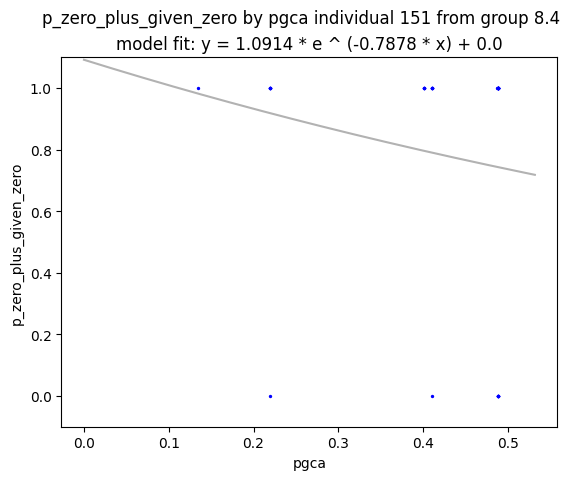 p_zero_plus_given_zero by pgca individual 151 from group 8.4
model fit: y = 1.0914 * e ^ (-0.7878 * x) + 0.0
1.0
0.8
0.6
0.4
0.2
0.0
p_zero_plus_given_zero
0.0 0.1 0.2 0.3 0.4 0.5
pgca